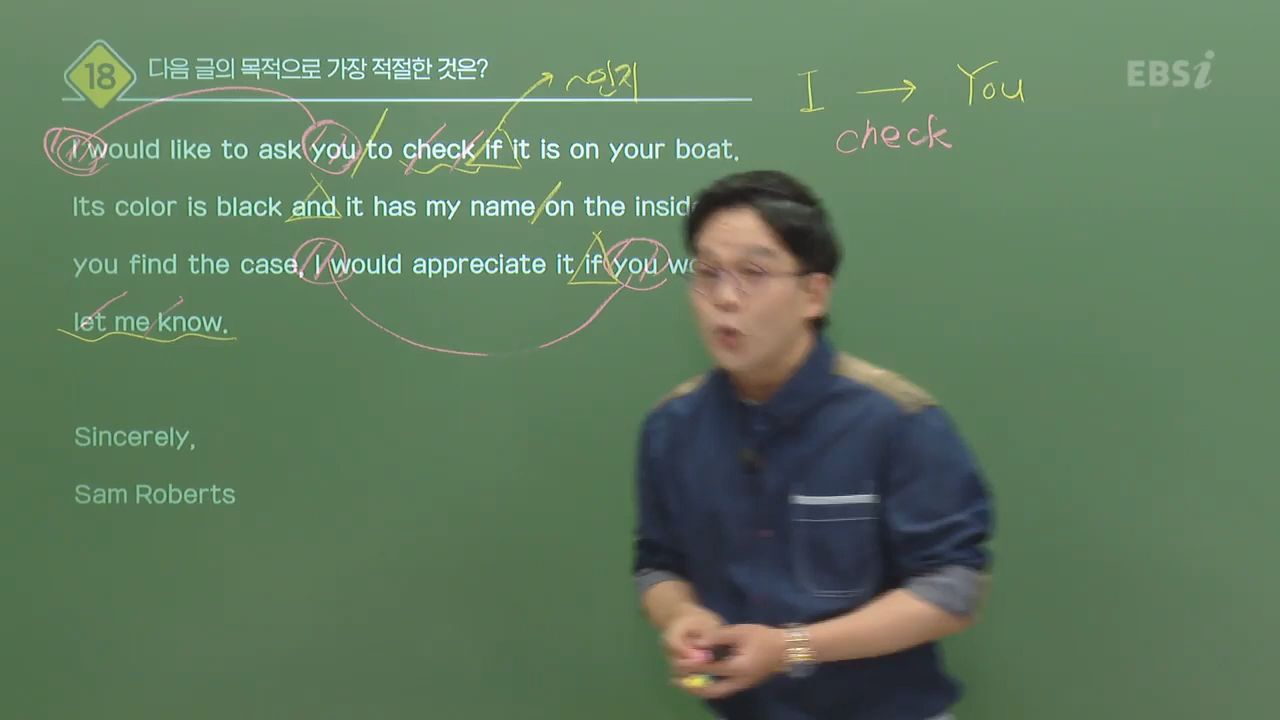 18 다음 글의 목적으로 가장 적절한 것은?
EBSi
~인지
I → You
check
I would like to ask you to check if it is on your boat.
Its color is black and it has my name on the
you find the case, I would appreciate it if you
let me know.
Sincerely,
Sam Roberts